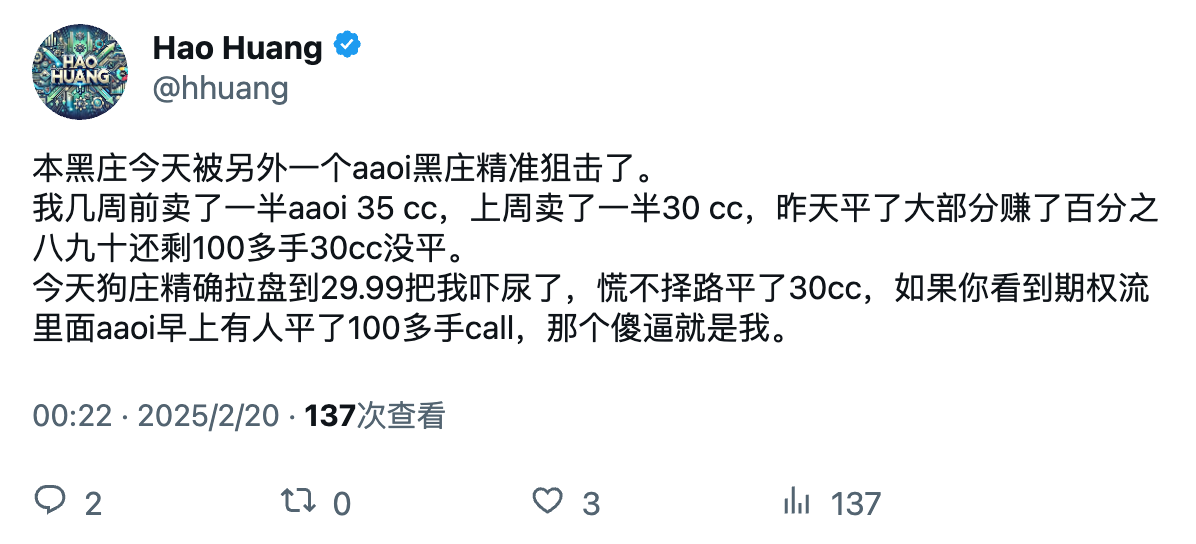 HAO
HUANG
Hao Huang
@hhuang
本黑庄今天被另外一个aaoi黑庄精准狙击了。
我几周前卖了一半aaoi 35 cc，上周卖了一半30 cc，昨天平了大部分赚了百分之
八九十还剩100多手30cc没平。
今天狗庄精确拉盘到29.99把我吓尿了，慌不择路平了30cc，如果你看到期权流
里面aaoi早上有人平了100多手call，那个傻逼就是我。
00:22 · 2025/2/20 · 137次查看
2 0 3 137